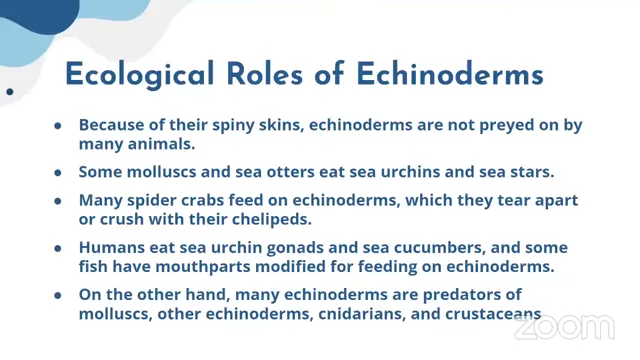 Ecological Roles of Echinoderms
● Because of their spiny skins, echinoderms are not preyed on by
many animals.
● Some molluscs and sea otters eat sea urchins and sea stars.
● Many spider crabs feed on echinoderms, which they tear apart
or crush with their chelipeds.
● Humans eat sea urchin gonads and sea cucumbers, and some
fish have mouthparts modified for feeding on echinoderms.
● On the other hand, many echinoderms are predators of
molluscs, other echinoderms, cnidarians, and crustaceans
zoom